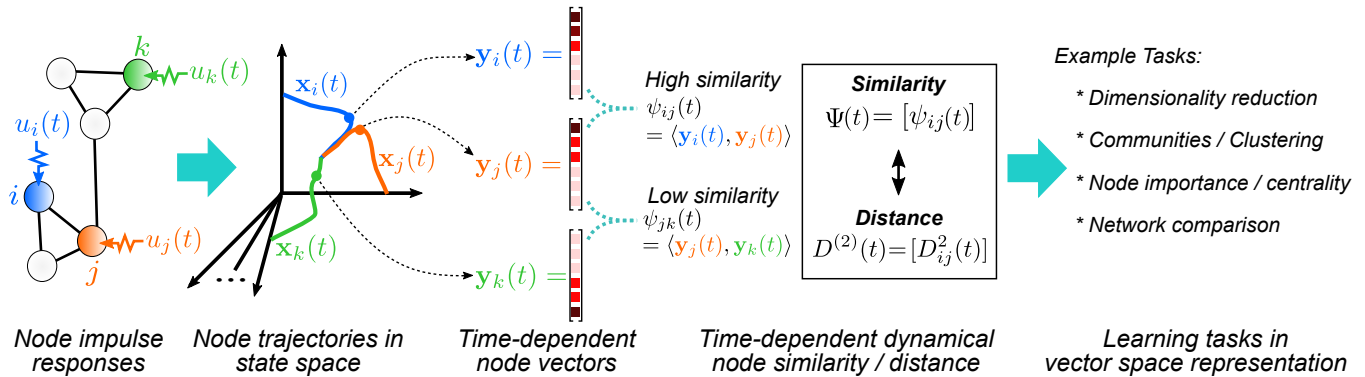 k
u_k(t)
u_i(t)
i
u_j(t)
j
Node impulse
responses
x_i(t)
x_j(t)
x_k(t)
...
Node trajectories in
state space
y_i(t) =
y_j(t) =
y_k(t) =
Time-dependent
node vectors
High similarity
ψ_ij(t)
= ⟨y_i(t), y_j(t)⟩
Low similarity
ψ_jk(t)
= ⟨y_j(t), y_k(t)⟩
Similarity
Ψ(t) = [ψ_ij(t)]
Distance
D^(2)(t) = [D^2_ij(t)]
Time-dependent dynamical
node similarity / distance
Example Tasks:
* Dimensionality reduction
* Communities / Clustering
* Node importance / centrality
* Network comparison
Learning tasks in
vector space representation